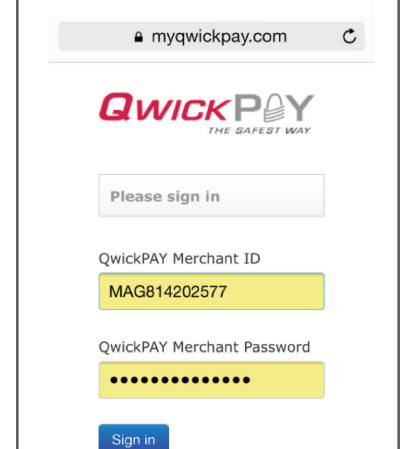 myqwickpay.com
QWICKPAY
THE SAFEST WAY
Please sign in
QwickPAY Merchant ID
MAG814202577
QwickPAY Merchant Password
••••••••••••••
Sign in